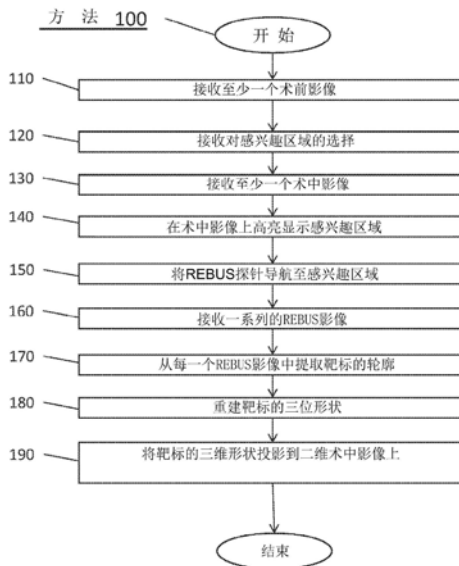 方法 100
开始
110
接收至少一个术前影像
120
接收对感兴趣区域的选择
130
接收至少一个术中影像
140
在术中影像上高亮显示感兴趣区域
150
将REBUS探针导航至感兴趣区域
160
接收一系列的REBUS影像
170
从每一个REBUS影像中提取靶标的轮廓
180
重建靶标的三位形状
190
将靶标的三维形状投影到二维术中影像上
结束